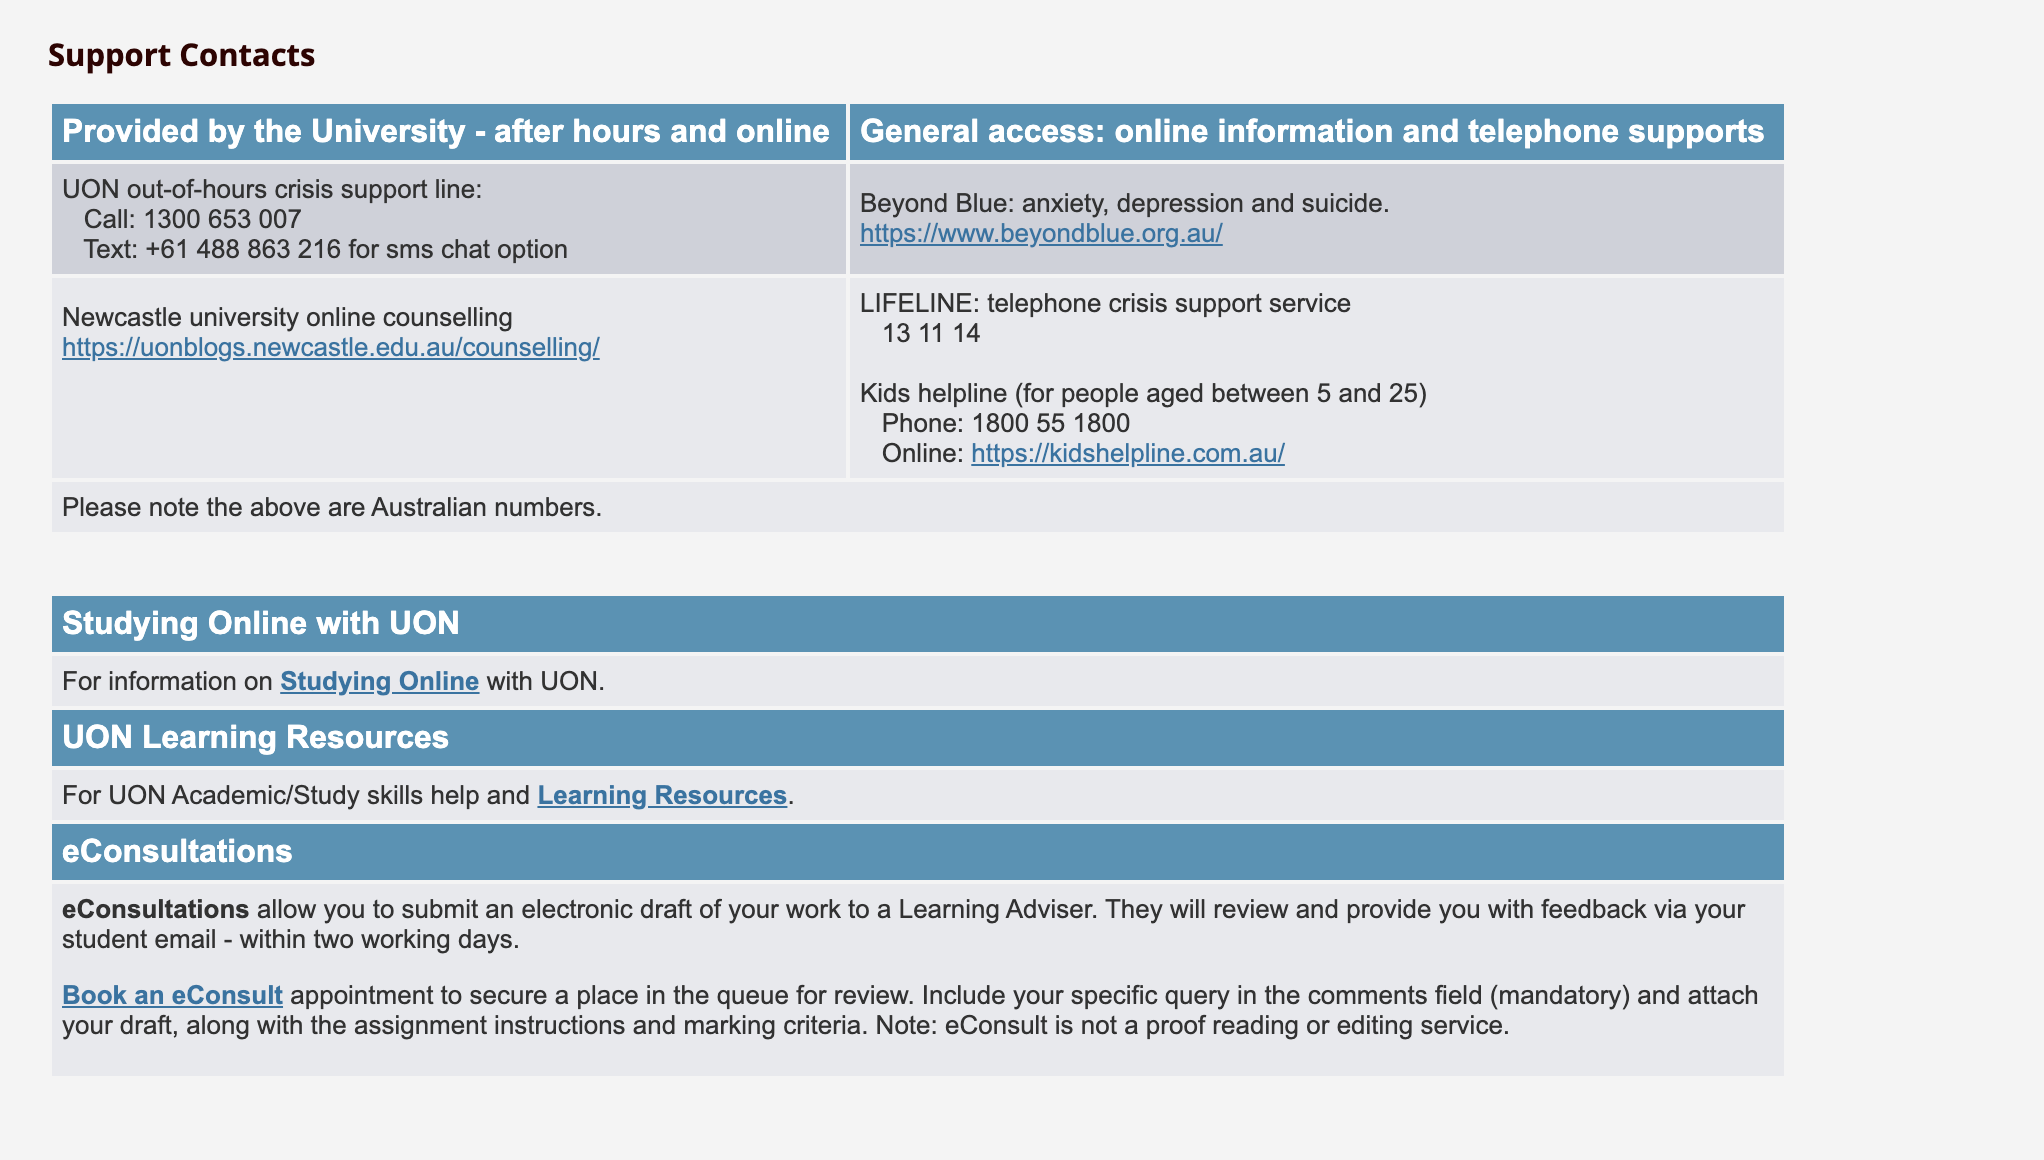 Support Contacts
Provided by the University - after hours and online
General access: online information and telephone supports
UON out-of-hours crisis support line:
Call: 1300 653 007
Text: +61 488 863 216 for sms chat option
Beyond Blue: anxiety, depression and suicide.
https://www.beyondblue.org.au/
Newcastle university online counselling
https://uonblogs.newcastle.edu.au/counselling/
LIFELINE: telephone crisis support service
13 11 14
Kids helpline (for people aged between 5 and 25)
Phone: 1800 55 1800
Online: https://kidshelpline.com.au/
Please note the above are Australian numbers.
Studying Online with UON
For information on Studying Online with UON.
UON Learning Resources
For UON Academic/Study skills help and Learning Resources.
eConsultations
eConsultations allow you to submit an electronic draft of your work to a Learning Adviser. They will review and provide you with feedback via your
student email - within two working days.
Book an eConsult appointment to secure a place in the queue for review. Include your specific query in the comments field (mandatory) and attach
your draft, along with the assignment instructions and marking criteria. Note: eConsult is not a proof reading or editing service.